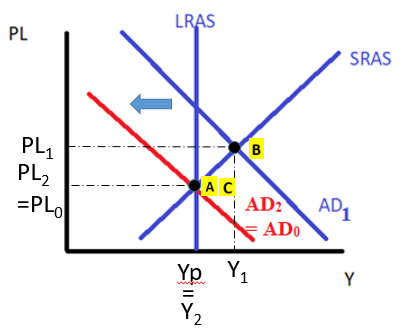 PL
LRAS
SRAS
PL1
B
PL2
=PL0
A C
AD2
= AD0
AD1
Yp
=
Y2
Y1
Y